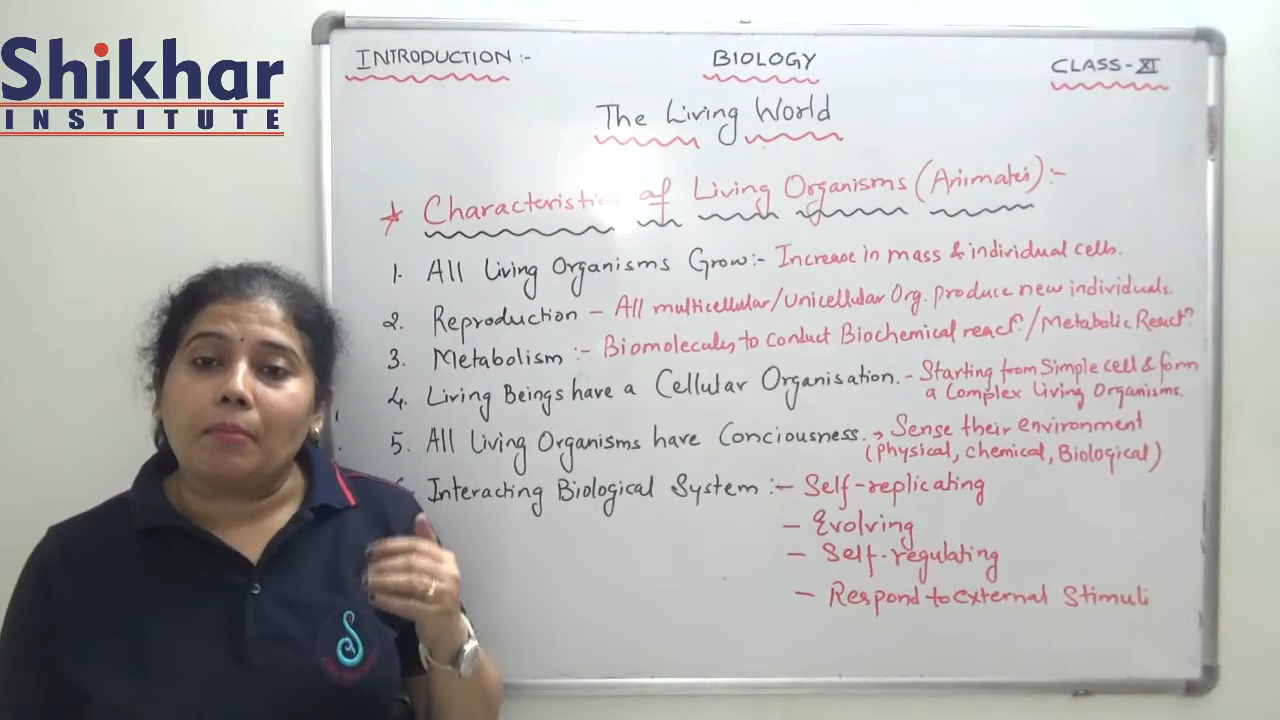 Shikhar
INSTITUTE
INTRODUCTION :-
BIOLOGY
CLASS-XI
The Living World
* Characteristic of Living Organisms (Animates) :-
1. All Living Organisms Grow:- Increase in mass & individual cells.
2. Reproduction - All multicellular/Unicellular Org. produce new individuals.
3. Metabolism :- Biomolecules to conduct Biochemical reactn/Metabolic Reactn
4. Living Beings have a Cellular Organisation. - Starting from Simple cell & form
a Complex Living Organisms.
5. All Living Organisms have Conciousness. → Sense their environment
(Physical, Chemical, Biological)
Interacting Biological System :- Self-replicating
- Evolving
- Self-regulating
- Respond to external Stimuli